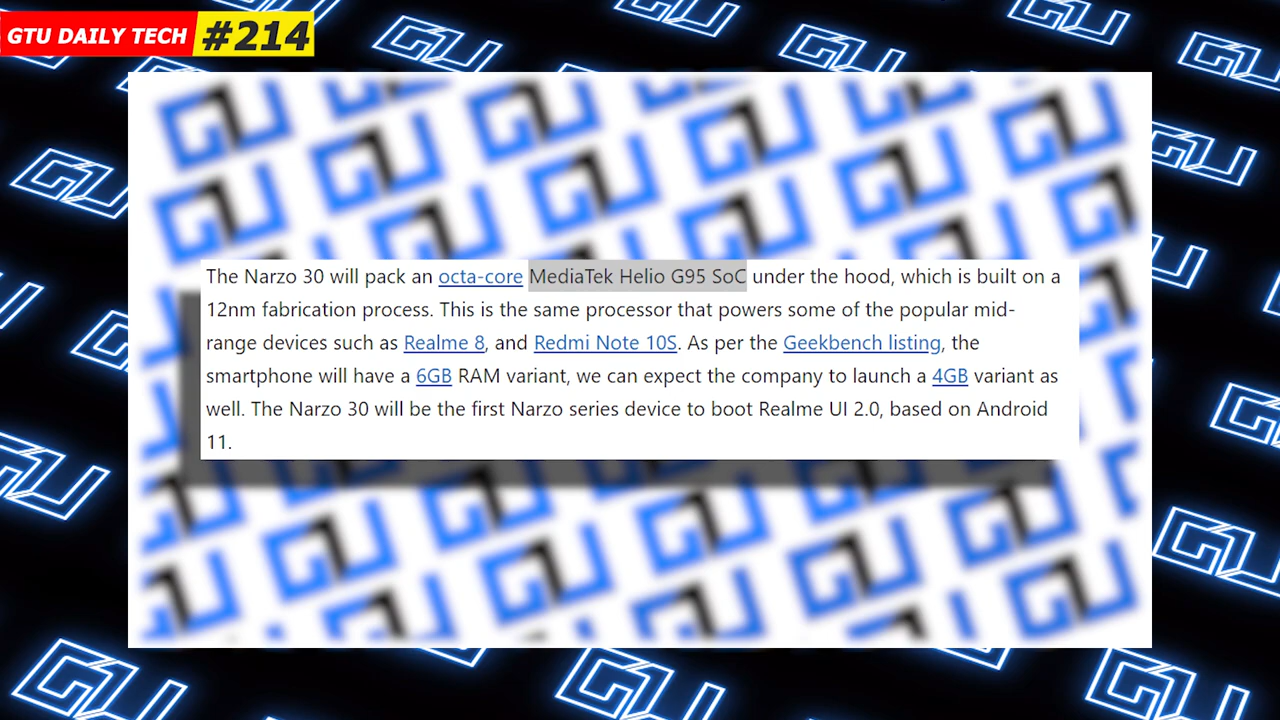 GTU DAILY TECH #214
The Narzo 30 will pack an octa-core MediaTek Helio G95 SoC under the hood, which is built on a
12nm fabrication process. This is the same processor that powers some of the popular mid-
range devices such as Realme 8, and Redmi Note 10S. As per the Geekbench listing, the
smartphone will have a 6GB RAM variant, we can expect the company to launch a 4GB variant as
well. The Narzo 30 will be the first Narzo series device to boot Realme UI 2.0, based on Android
11.